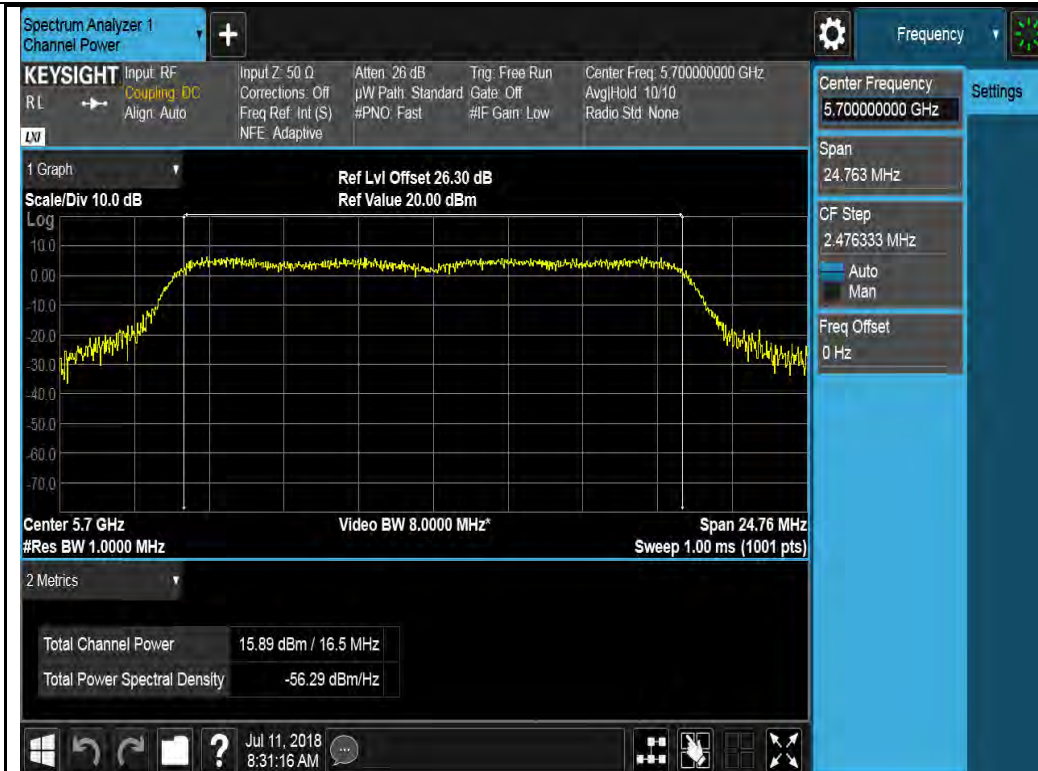 Spectrum Analyzer 1
Channel Power
Frequency
KEYSIGHT
R L
LXI
Input: RF
Coupling: DC
Align: Auto
Input Z: 50 Ω
Corrections: Off
Freq Ref: Int (S)
NFE: Adaptive
Atten: 26 dB
µW Path: Standard
#PNO: Fast
Trig: Free Run
Gate: Off
#IF Gain: Low
Center Freq: 5.700000000 GHz
Avg|Hold: 10/10
Radio Std: None
Center Frequency
5.700000000 GHz
Settings
Span
24.763 MHz
CF Step
2.476333 MHz
Auto
Man
Freq Offset
0 Hz
1 Graph
Scale/Div 10.0 dB
Ref Lvl Offset 26.30 dB
Ref Value 20.00 dBm
Log
10.0
0.00
-10.0
-20.0
-30.0
-40.0
-50.0
-60.0
-70.0
Center 5.7 GHz
#Res BW 1.0000 MHz
Video BW 8.0000 MHz*
Span 24.76 MHz
Sweep 1.00 ms (1001 pts)
2 Metrics
Total Channel Power 15.89 dBm / 16.5 MHz
Total Power Spectral Density -56.29 dBm/Hz
Jul 11, 2018
8:31:16 AM